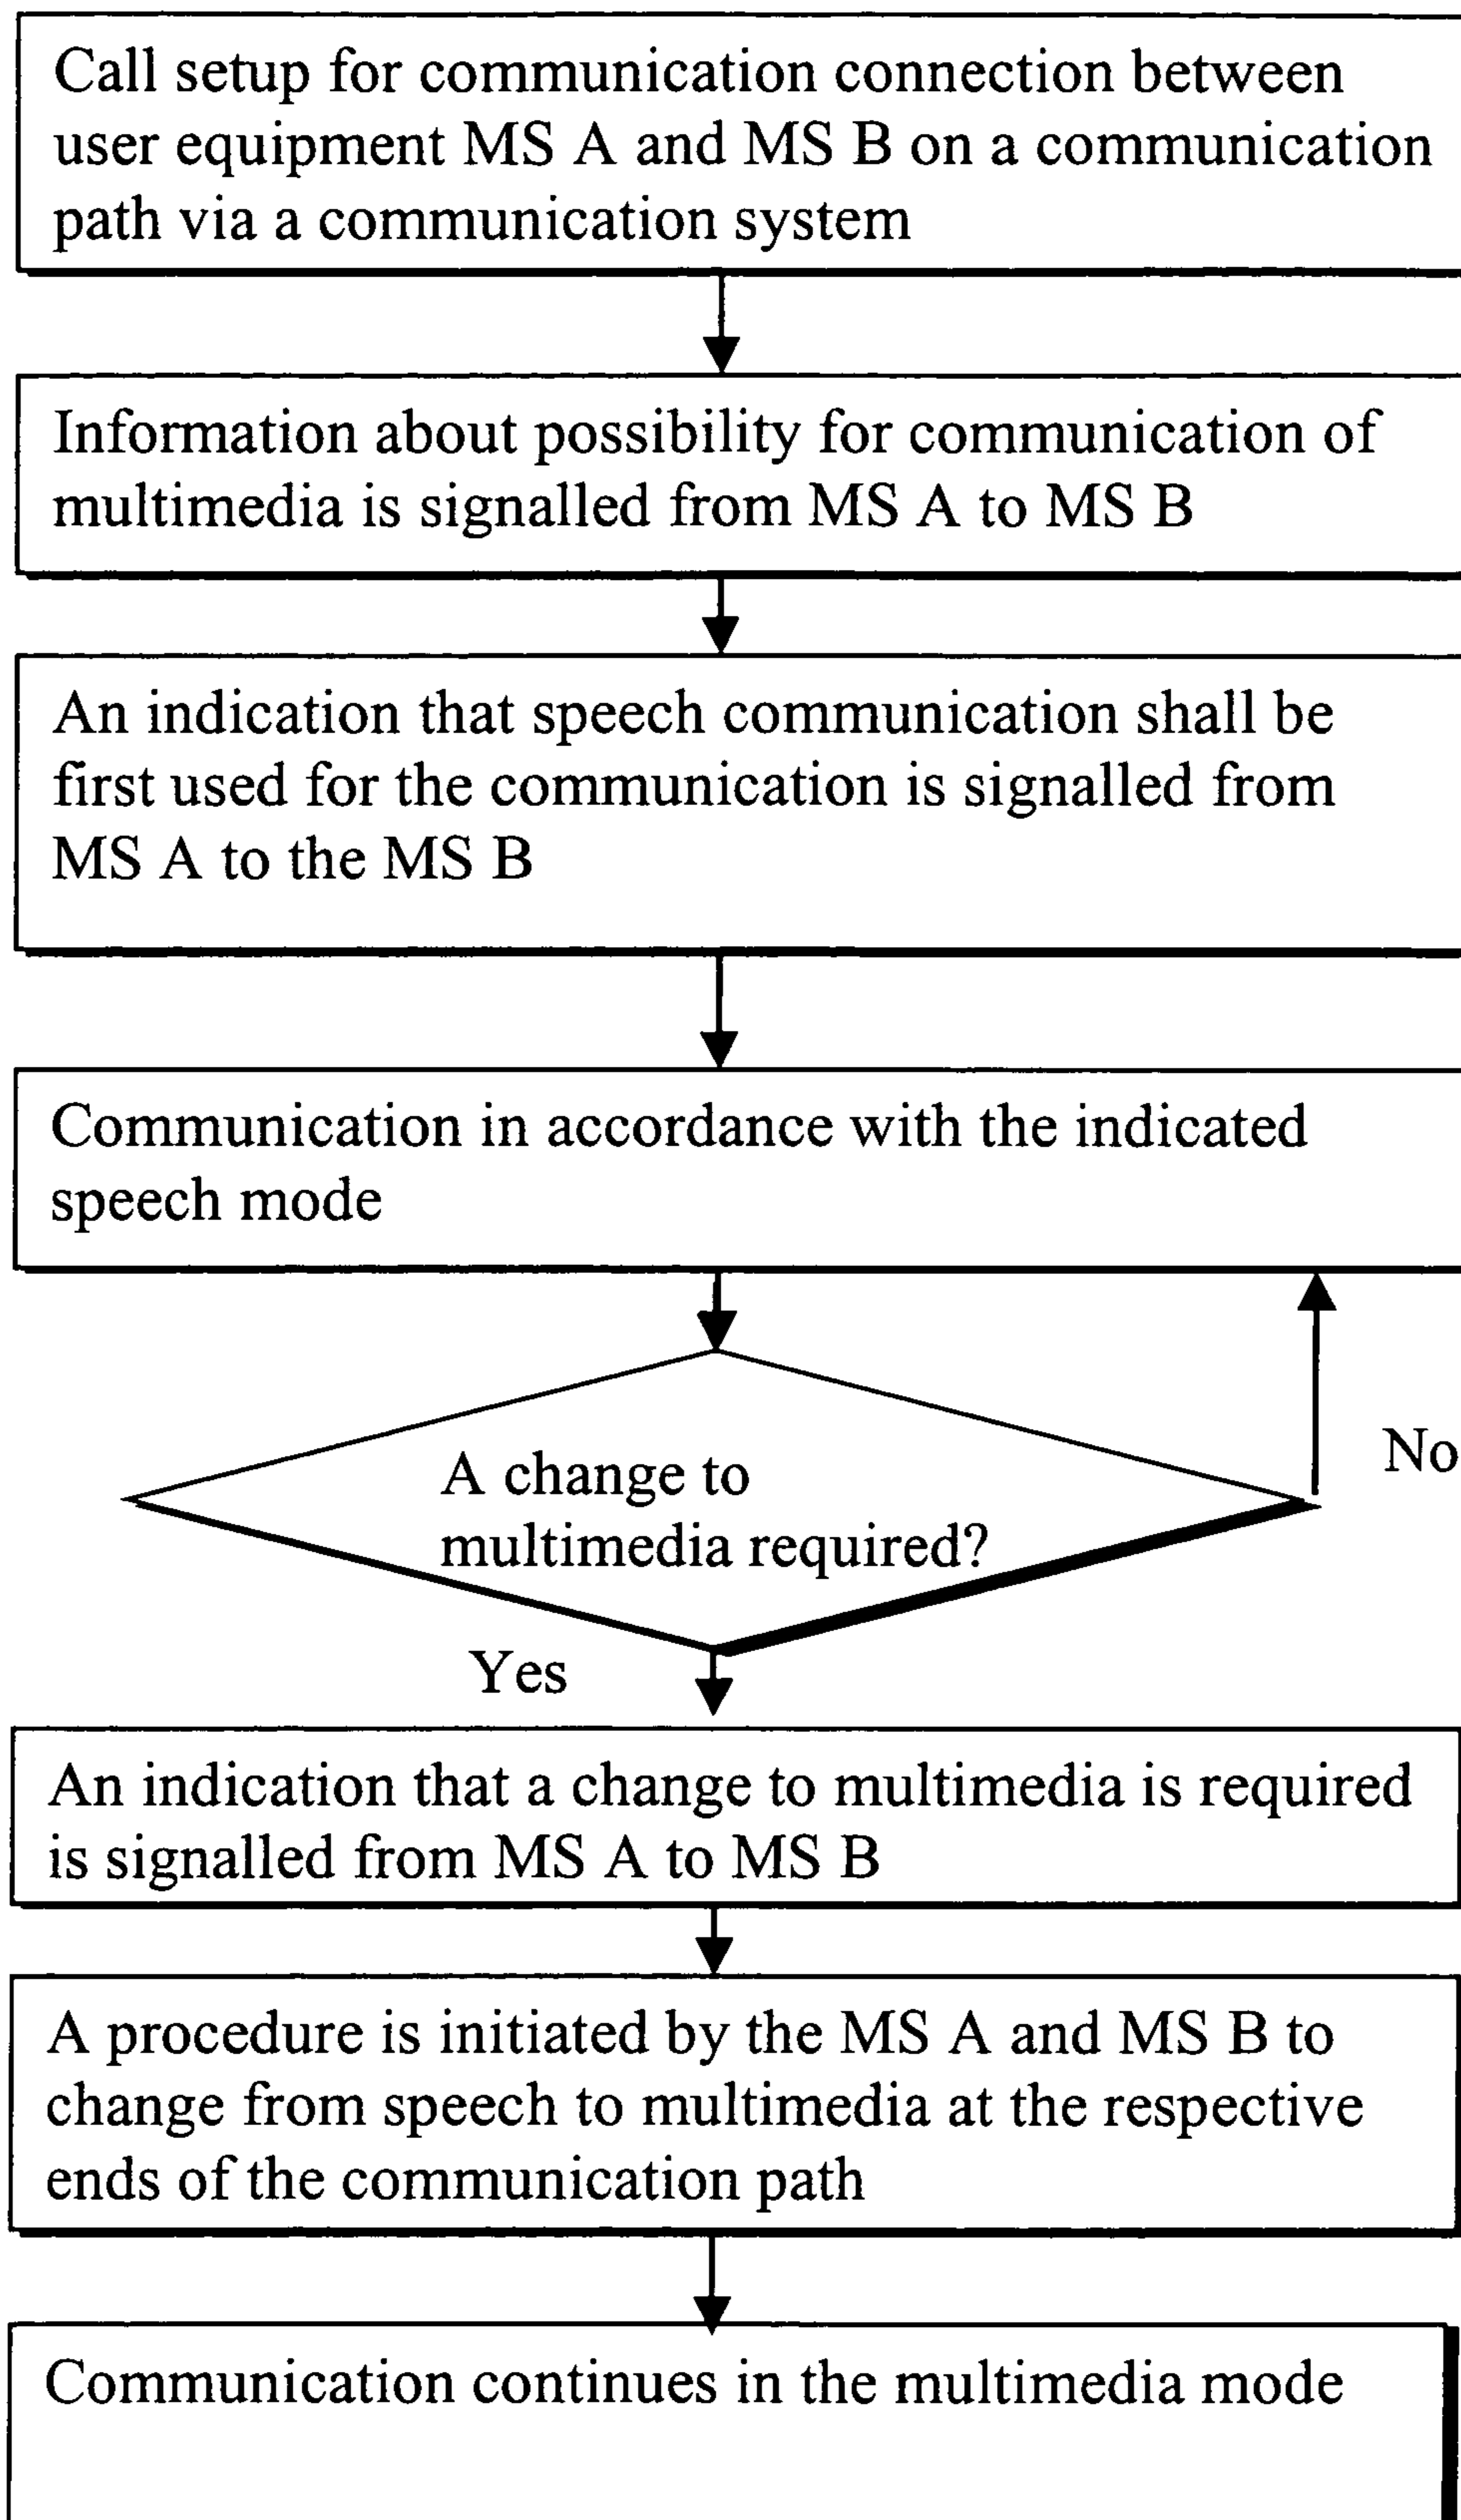 Call setup for communication connection between
user equipment MS A and MS B on a communication
path via a communication system
Information about possibility for communication of
multimedia is signalled from MS A to MS B
An indication that speech communication shall be
first used for the communication is signalled from
MS A to the MS B
Communication in accordance with the indicated
speech mode
No
A change to
multimedia required?
Yes
An indication that a change to multimedia is required
is signalled from MS A to MS B
A procedure is initiated by the MS A and MS B to
change from speech to multimedia at the respective
ends of the communication path
Communication continues in the multimedia mode